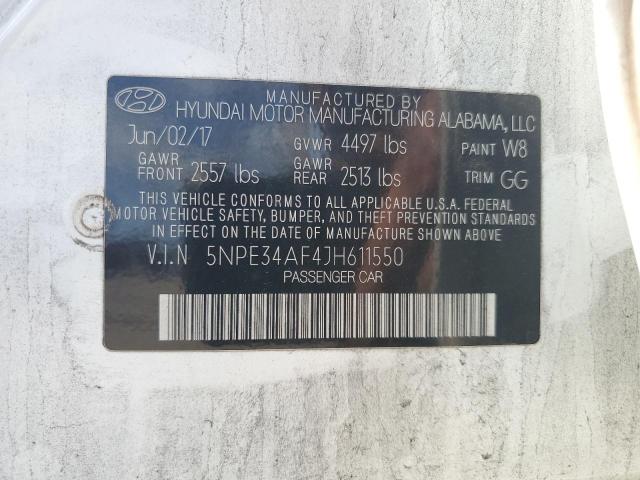 MANUFACTURED BY
HYUNDAI MOTOR MANUFACTURING ALABAMA, LLC
Jun/02/17 GVWR 4497 lbs PAINT W8
GAWR FRONT 2557 lbs GAWR REAR 2513 lbs TRIM GG
THIS VEHICLE CONFORMS TO ALL APPLICABLE U.S.A. FEDERAL
MOTOR VEHICLE SAFETY, BUMPER, AND THEFT PREVENTION STANDARDS
IN EFFECT ON THE DATE OF MANUFACTURE SHOWN ABOVE.
V.I.N 5NPE34AF4JH611550
PASSENGER CAR